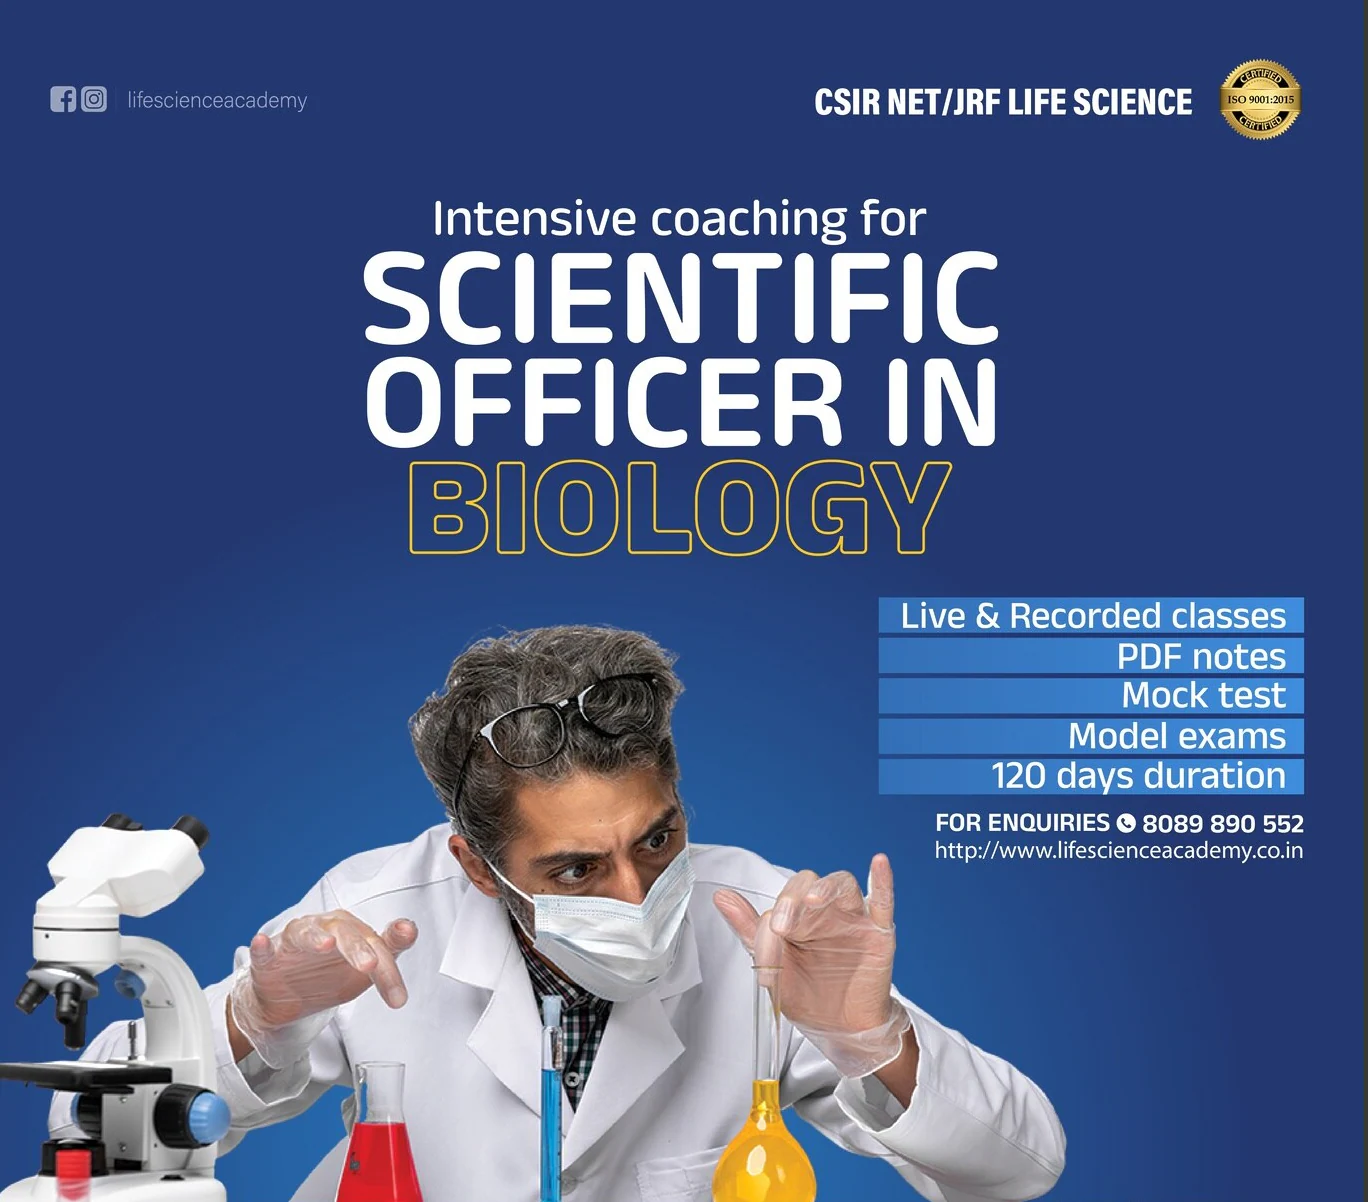 lifescienceacademy
CSIR NET/JRF LIFE SCIENCE
CERTIFIED
ISO 9001:2015
CERTIFIED
Intensive coaching for
SCIENTIFIC
OFFICER IN
BIOLOGY
Live & Recorded classes
PDF notes
Mock test
Model exams
120 days duration
FOR ENQUIRIES 8089 890 552
http://www.lifescienceacademy.co.in